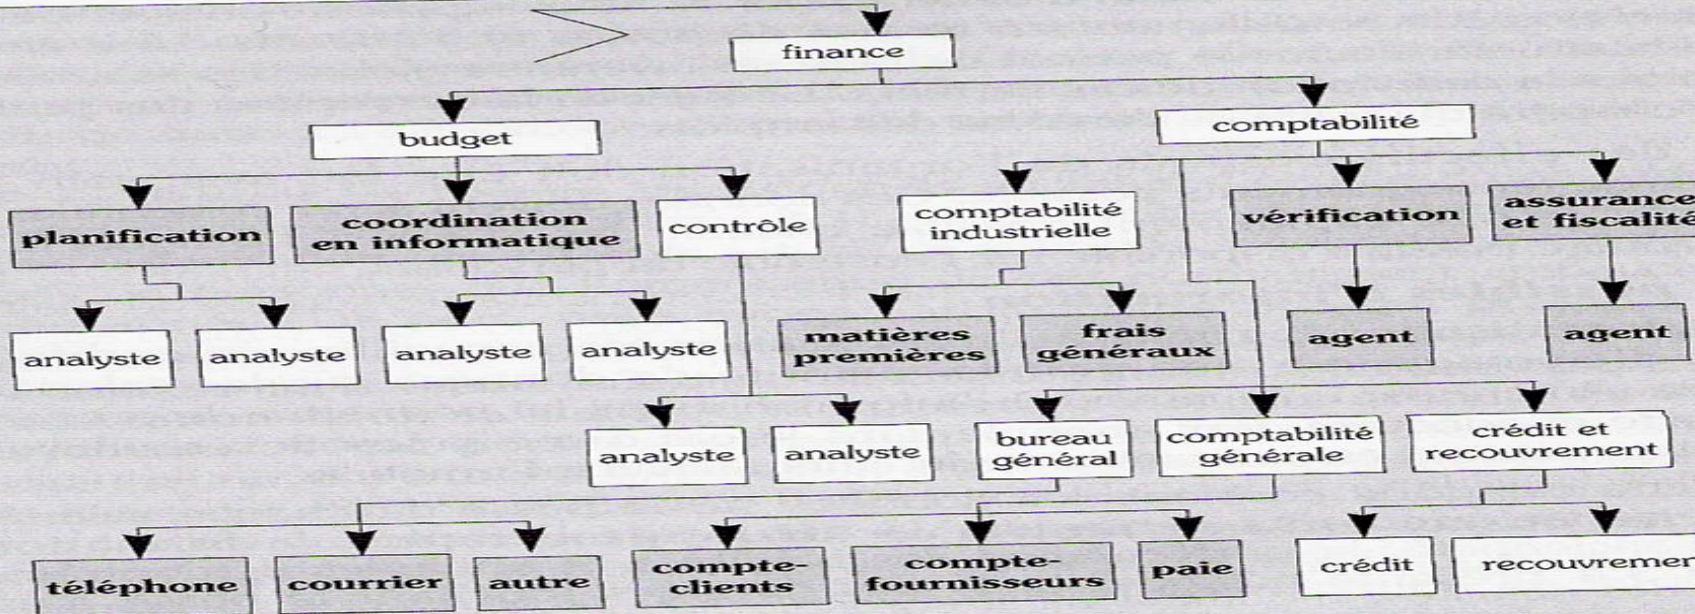 finance
budget
comptabilité
planification
coordination
en informatique
contrôle
comptabilité
industrielle
vérification
assurance
et fiscalité
analyste
analyste
analyste
analyste
matières
premières
frais
généraux
agent
agent
analyste
analyste
bureau
général
comptabilité
générale
crédit et
recouvrement
téléphone
courrier
autre
compte-
clients
compte-
fournisseurs
paie
crédit
recouvremen